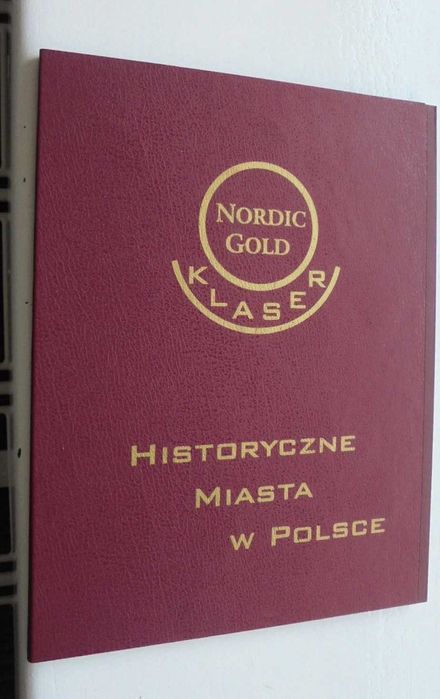 NORDIC
GOLD
KLASER
HISTORYCZNE
MIASTA
W POLSCE